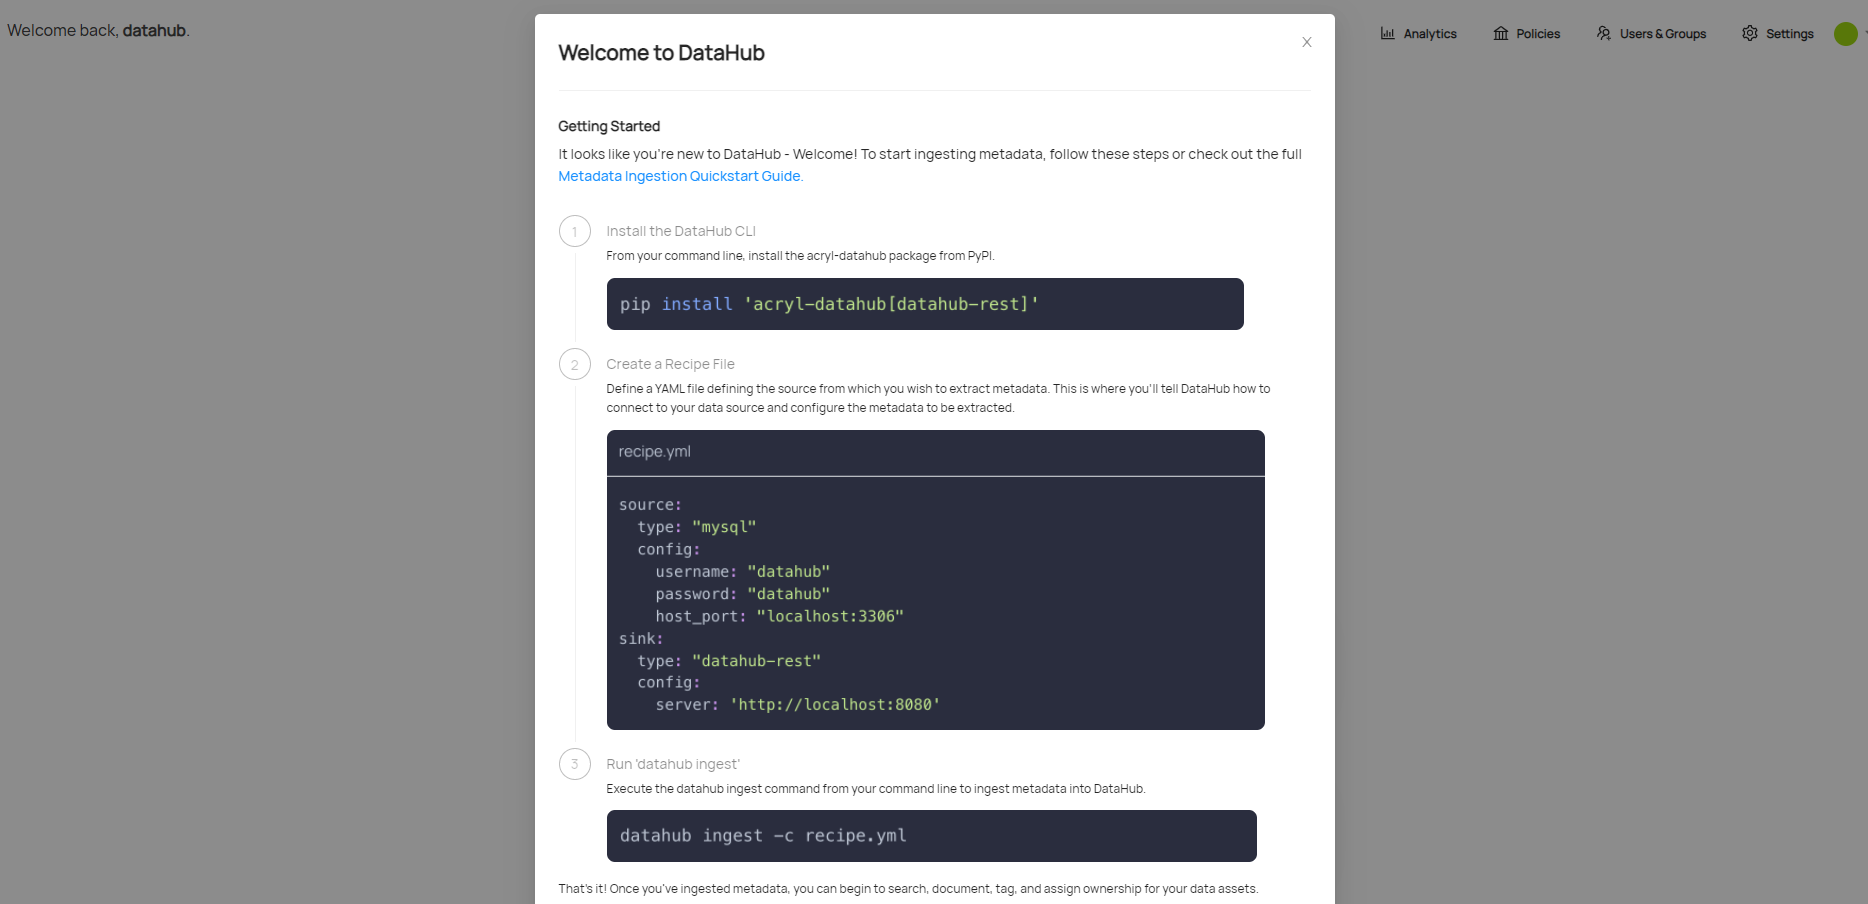 Welcome back, datahub.
Analytics
Policies
Users & Groups
Settings
Welcome to DataHub
X
Getting Started
It looks like you're new to DataHub - Welcome! To start ingesting metadata, follow these steps or check out the full
Metadata Ingestion Quickstart Guide.
1
Install the DataHub CLI
From your command line, install the acryl-datahub package from PyPI.
pip install 'acryl-datahub[datahub-rest]'
2
Create a Recipe File
Define a YAML file defining the source from which you wish to extract metadata. This is where you'll tell DataHub how to
connect to your data source and configure the metadata to be extracted.
recipe.yml
source:
  type: "mysql"
  config:
    username: "datahub"
    password: "datahub"
    host_port: "localhost:3306"
sink:
  type: "datahub-rest"
  config:
    server: 'http://localhost:8080'
3
Run 'datahub ingest'
Execute the datahub ingest command from your command line to ingest metadata into DataHub.
datahub ingest -c recipe.yml
That's it! Once you've ingested metadata, you can begin to search, document, tag, and assign ownership for your data assets.